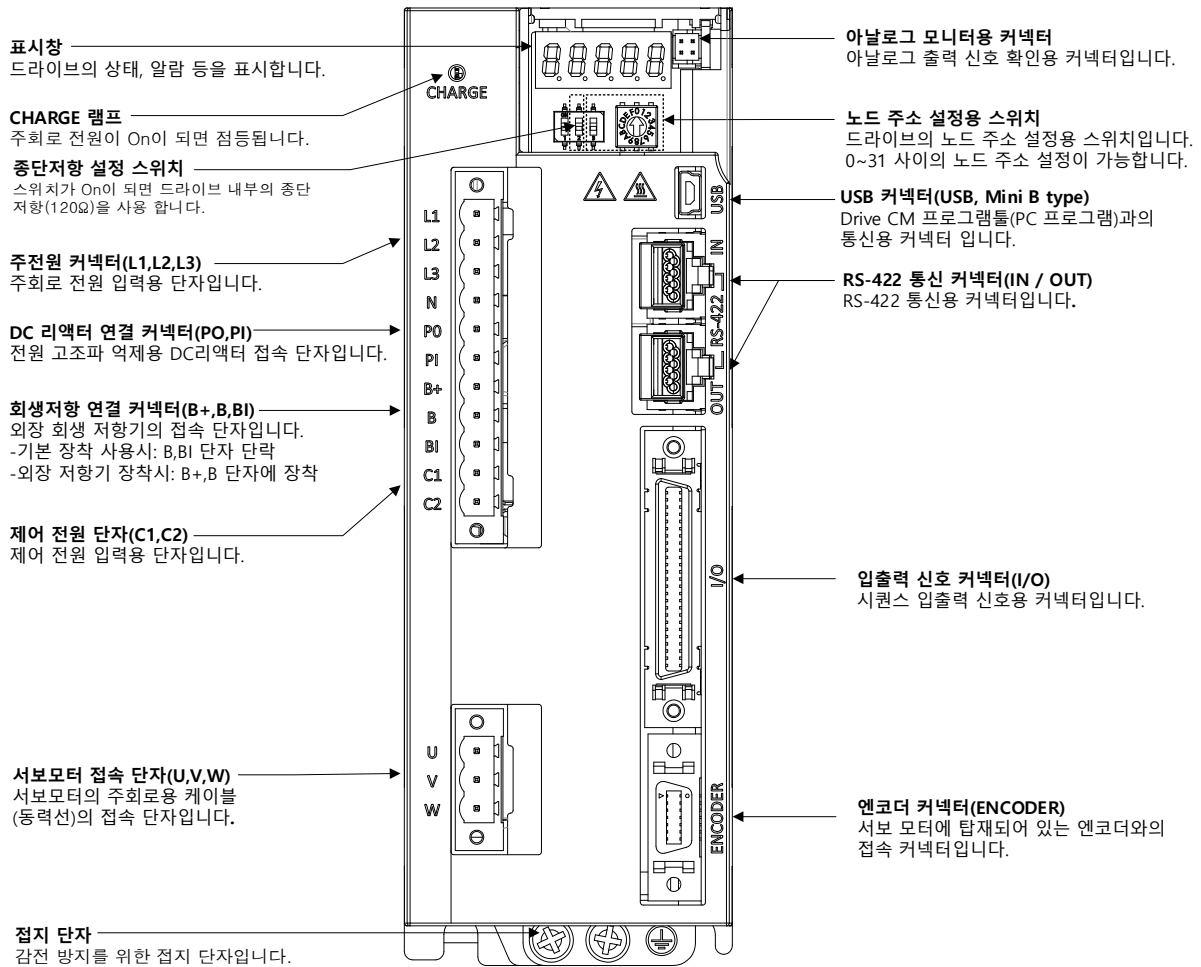 표시창
드라이브의 상태, 알람 등을 표시합니다.
CHARGE 램프
주회로 전원이 On이 되면 점등됩니다.
종단저항 설정 스위치
스위치가 On이 되면 드라이브 내부의 종단
저항(120Ω)을 사용 합니다.
주전원 커넥터(L1,L2,L3)
주회로 전원 입력용 단자입니다.
DC 리액터 연결 커넥터(PO,PI)
전원 고조파 억제용 DC리액터 접속 단자입니다.
회생저항 연결 커넥터(B+,B,BI)
외장 회생 저항기의 접속 단자입니다.
-기본 장착 사용시: B,BI 단자 단락
-외장 저항기 장착시: B+,B 단자에 장착
제어 전원 단자(C1,C2)
제어 전원 입력용 단자입니다.
서보모터 접속 단자(U,V,W)
서보모터의 주회로용 케이블
(동력선)의 접속 단자입니다.
접지 단자
감전 방지를 위한 접지 단자입니다.
CHARGE
8.8.8.8.8.
L1
L2
L3
N
PO
PI
B+
B
BI
C1
C2
U
V
W
USB
IN
RS-422
OUT
I/O
ENCODER
아날로그 모니터용 커넥터
아날로그 출력 신호 확인용 커넥터입니다.
노드 주소 설정용 스위치
드라이브의 노드 주소 설정용 스위치입니다.
0~31 사이의 노드 주소 설정이 가능합니다.
USB 커넥터(USB, Mini B type)
Drive CM 프로그램툴(PC 프로그램)과의
통신용 커넥터 입니다.
RS-422 통신 커넥터(IN / OUT)
RS-422 통신용 커넥터입니다.
입출력 신호 커넥터(I/O)
시퀀스 입출력 신호용 커넥터입니다.
엔코더 커넥터(ENCODER)
서보 모터에 탑재되어 있는 엔코더와의
접속 커넥터입니다.